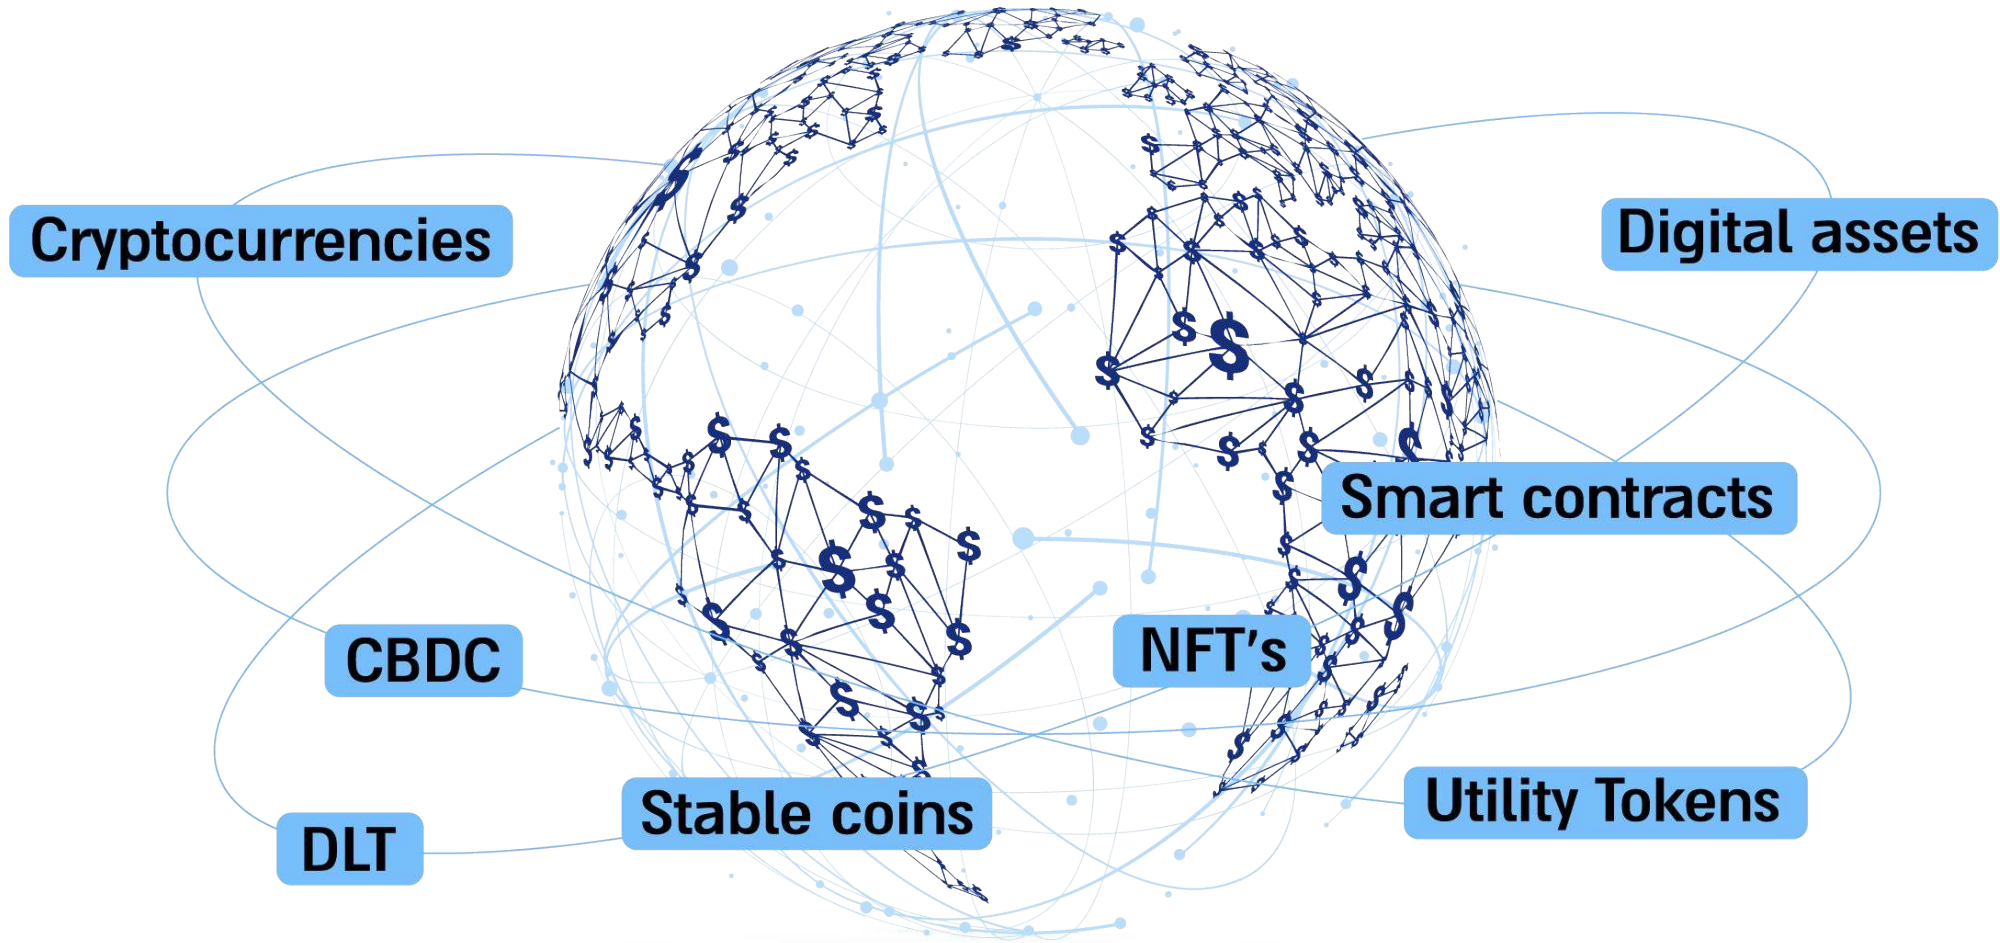 Cryptocurrencies
Digital assets
Smart contracts
CBDC
NFT's
Stable coins
Utility Tokens
DLT